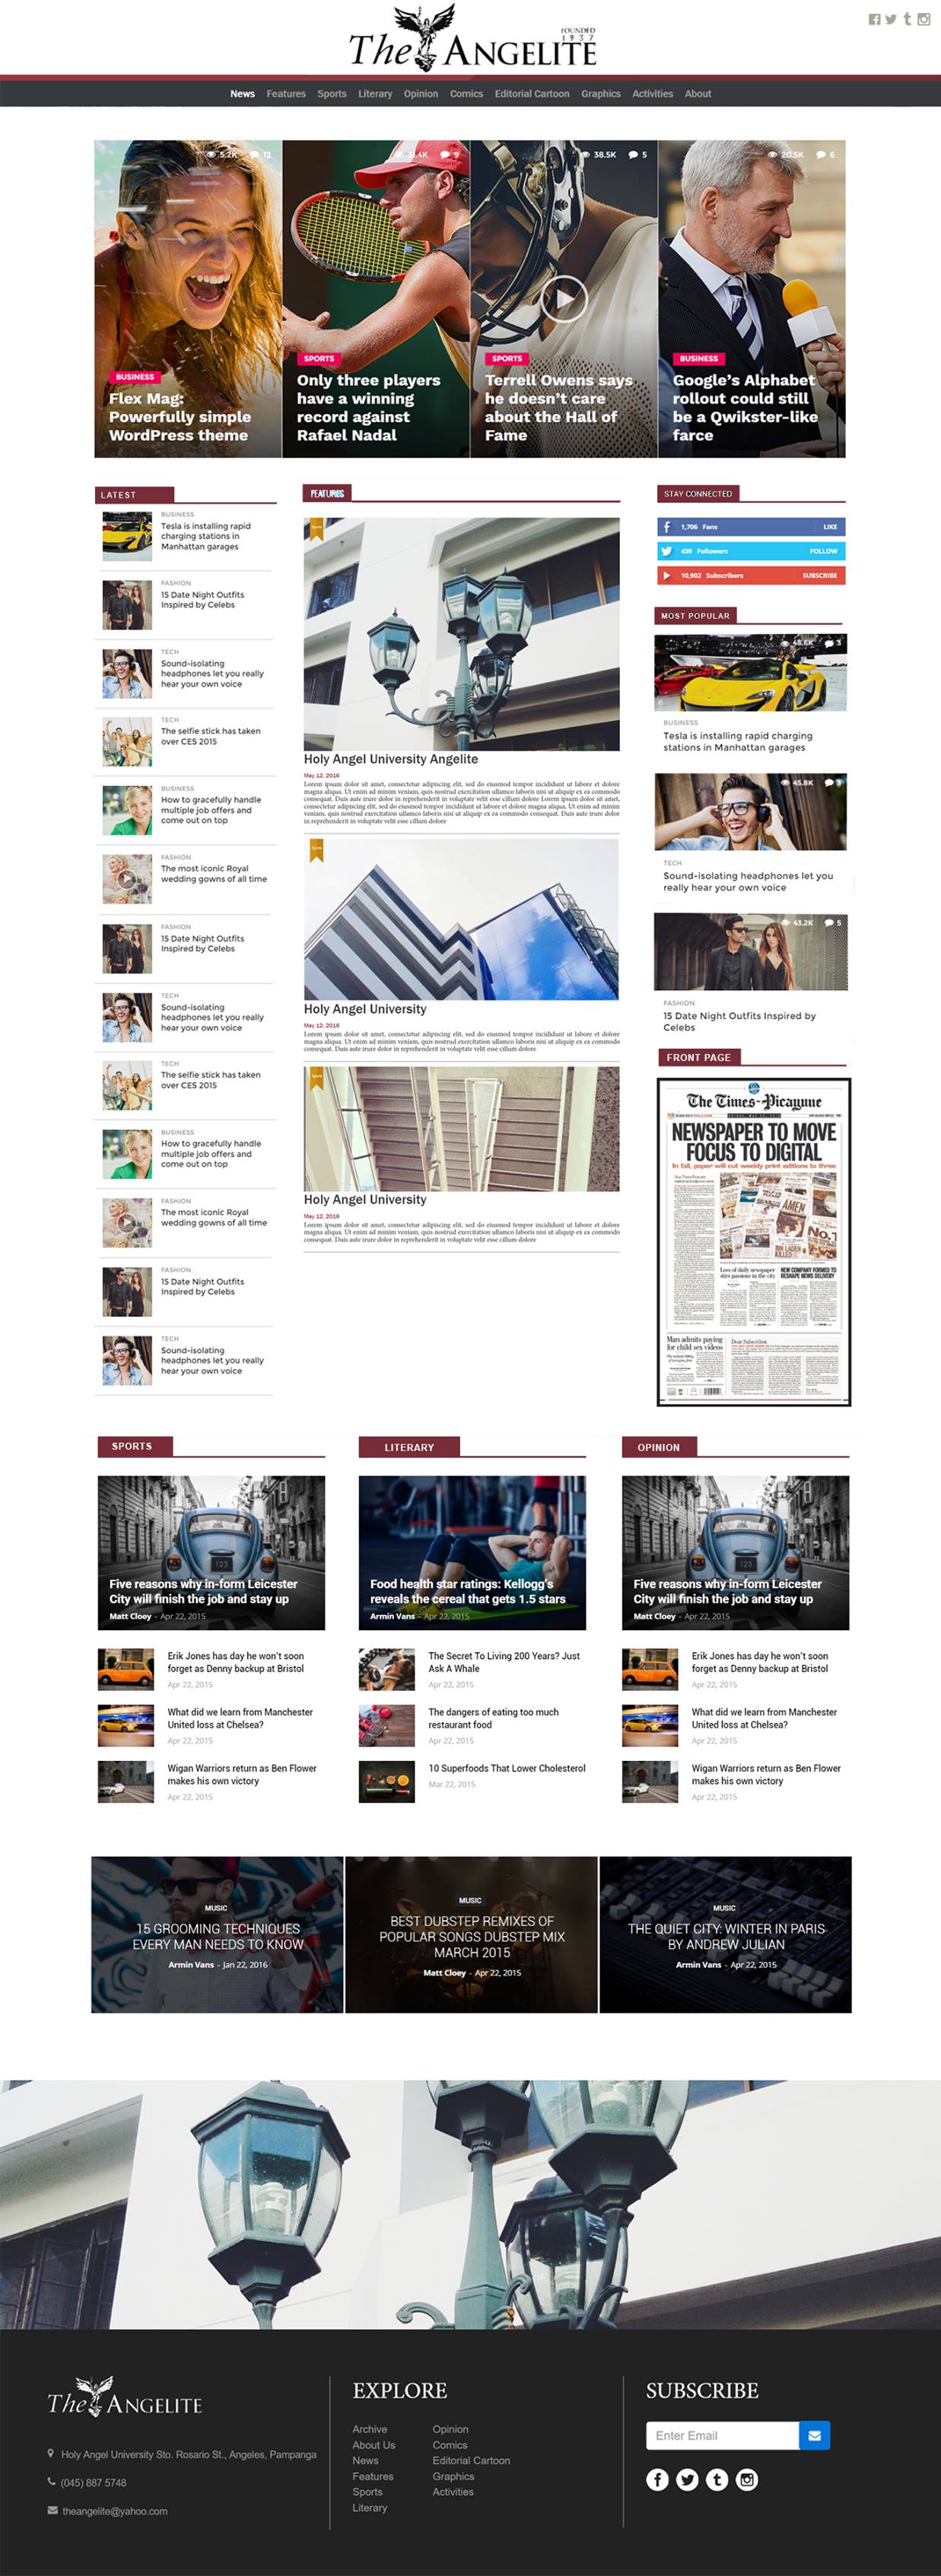 The ANGELITE
FOUNDED
1937
News Features Sports Literary Opinion Comics Editorial Cartoon Graphics Activities About
5.2K 12
9
38.5K 5
20.5K 6
BUSINESS
Flex Mag:
Powerfully simple
WordPress theme
SPORTS
Only three players
have a winning
record against
Rafael Nadal
SPORTS
Terrell Owens says
he doesn't care
about the Hall of
Fame
BUSINESS
Google's Alphabet
rollout could still
be a Qwikster-like
farce
LATEST
BUSINESS
Tesla is installing rapid
charging stations in
Manhattan garages
FASHION
15 Date Night Outfits
Inspired by Celebs
TECH
Sound-isolating
headphones let you really
hear your own voice
TECH
The selfie stick has taken
over CES 2015
BUSINESS
How to gracefully handle
multiple job offers and
come out on top
FASHION
The most iconic Royal
wedding gowns of all time
FASHION
15 Date Night Outfits
Inspired by Celebs
TECH
Sound-isolating
headphones let you really
hear your own voice
TECH
The selfie stick has taken
over CES 2015
BUSINESS
How to gracefully handle
multiple job offers and
come out on top
FASHION
The most iconic Royal
wedding gowns of all time
FASHION
15 Date Night Outfits
Inspired by Celebs
TECH
Sound-isolating
headphones let you really
hear your own voice
FEATURES
Holy Angel University Angelite
May 12, 2016
Lorem ipsum dolor sit amet, consectetur adipiscing elit, sed do eiusmod tempor incididunt ut labore et dolore
magna aliqua. Ut enim ad minim veniam, quis nostrud exercitation ullamco laboris nisi ut aliquip ex ea commodo
consequat. Duis aute irure dolor in reprehenderit in voluptate velit esse cillum dolore Lorem ipsum dolor sit amet,
consectetur adipiscing elit, sed do eiusmod tempor incididunt ut labore et dolore magna aliqua. Ut enim ad minim
veniam, quis nostrud exercitation ullamco laboris nisi ut aliquip ex ea commodo consequat. Duis aute irure dolor
in reprehenderit in voluptate velit esse cillum dolore
Holy Angel University
May 12, 2016
Lorem ipsum dolor sit amet, consectetur adipiscing elit, sed do eiusmod tempor incididunt ut labore et dolore
magna aliqua. Ut enim ad minim veniam, quis nostrud exercitation ullamco laboris nisi ut aliquip ex ea commodo
consequat. Duis aute irure dolor in reprehenderit in voluptate velit esse cillum dolore
Holy Angel University
May 12, 2016
Lorem ipsum dolor sit amet, consectetur adipiscing elit, sed do eiusmod tempor incididunt ut labore et dolore
magna aliqua. Ut enim ad minim veniam, quis nostrud exercitation ullamco laboris nisi ut aliquip ex ea commodo
consequat. Duis aute irure dolor in reprehenderit in voluptate velit esse cillum dolore
STAY CONNECTED
1,706 Fans LIKE
439 Followers FOLLOW
10,902 Subscribers SUBSCRIBE
MOST POPULAR
BUSINESS
Tesla is installing rapid charging
stations in Manhattan garages
45.8K
TECH
Sound-isolating headphones let you
really hear your own voice
43.2K 5
FASHION
15 Date Night Outfits Inspired by
Celebs
FRONT PAGE
The Times-Picayune
NEWSPAPER TO MOVE
FOCUS TO DIGITAL
In fall, paper will cut weekly print editions to three
AMEN
BIN LADEN
KILLED
No.1
Loss of daily newspaper
stirs passions in the city
NEW COMPANY FORMED TO
RESHAPE NEWS DELIVERY
Man admits paying
for child sex videos
Dear Subscriber,
SPORTS
Five reasons why in-form Leicester
City will finish the job and stay up
Matt Cloey - Apr 22, 2015
Erik Jones has day he won't soon
forget as Denny backup at Bristol
Apr 22, 2015
What did we learn from Manchester
United loss at Chelsea?
Apr 22, 2015
Wigan Warriors return as Ben Flower
makes his own victory
Apr 22, 2015
LITERARY
Food health star ratings: Kellogg's
reveals the cereal that gets 1.5 stars
Armin Vans - Apr 22, 2015
The Secret To Living 200 Years? Just
Ask A Whale
Apr 22, 2015
The dangers of eating too much
restaurant food
Apr 22, 2015
10 Superfoods That Lower Cholesterol
Mar 22, 2015
OPINION
Five reasons why in-form Leicester
City will finish the job and stay up
Matt Cloey - Apr 22, 2015
Erik Jones has day he won't soon
forget as Denny backup at Bristol
Apr 22, 2015
What did we learn from Manchester
United loss at Chelsea?
Apr 22, 2015
Wigan Warriors return as Ben Flower
makes his own victory
Apr 22, 2015
MUSIC
15 GROOMING TECHNIQUES
EVERY MAN NEEDS TO KNOW
Armin Vans - Jan 22, 2016
MUSIC
BEST DUBSTEP REMIXES OF
POPULAR SONGS DUBSTEP MIX
MARCH 2015
Matt Cloey - Apr 22, 2015
MUSIC
THE QUIET CITY: WINTER IN PARIS
BY ANDREW JULIAN
Armin Vans - Apr 22, 2015
The ANGELITE
Holy Angel University Sto. Rosario St., Angeles, Pampanga
(045) 887 5748
theangelite@yahoo.com
EXPLORE
Archive
About Us
News
Features
Sports
Literary
Opinion
Comics
Editorial Cartoon
Graphics
Activities
SUBSCRIBE
Enter Email